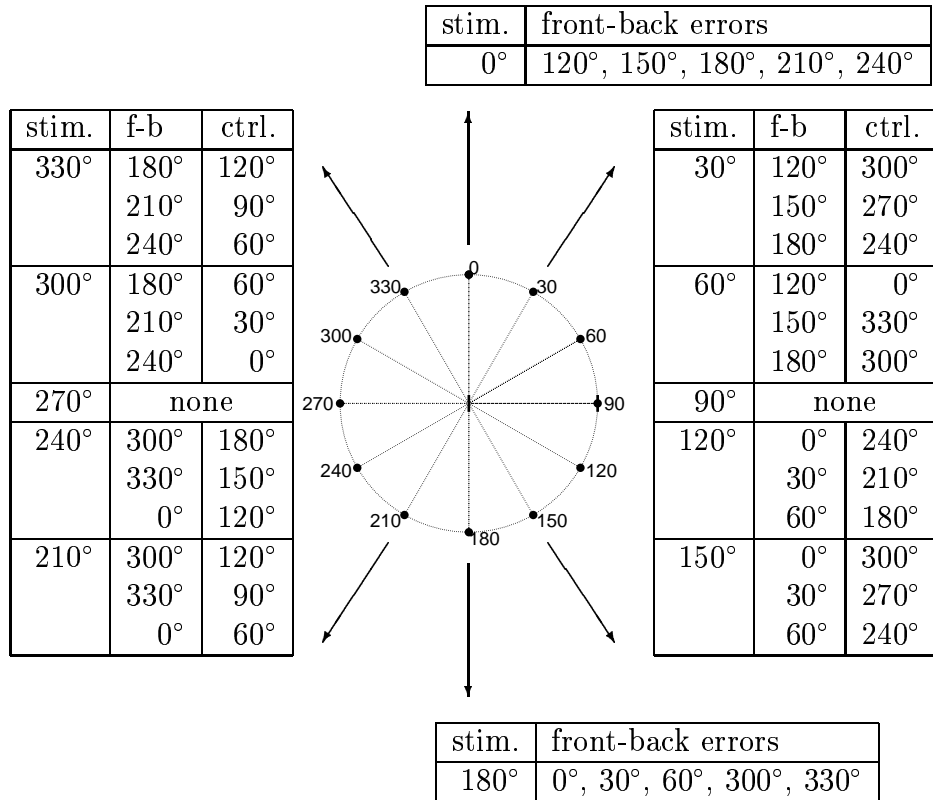 stim. front-back errors
0° 120°, 150°, 180°, 210°, 240°
stim. f-b ctrl.
330° 180° 120°
210° 90°
240° 60°
300° 180° 60°
210° 30°
240° 0°
270° none
240° 300° 180°
330° 150°
0° 120°
210° 300° 120°
330° 90°
0° 60°
0
330 30
300 60
270 90
240 120
210 150
180
stim. f-b ctrl.
30° 120° 300°
150° 270°
180° 240°
60° 120° 0°
150° 330°
180° 300°
90° none
120° 0° 240°
30° 210°
60° 180°
150° 0° 300°
30° 270°
60° 240°
stim. front-back errors
180° 0°, 30°, 60°, 300°, 330°